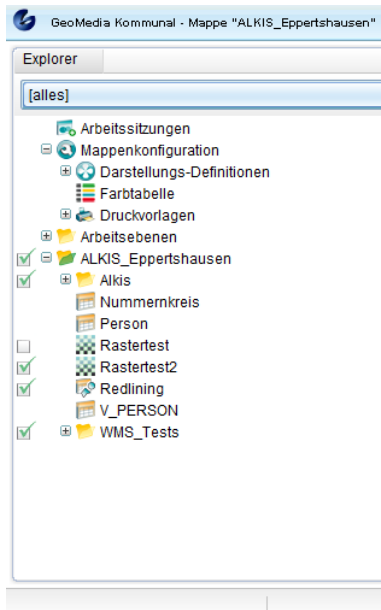 GeoMedia Kommunal - Mappe "ALKIS_Eppertshausen"
Explorer
[alles]
Arbeitssitzungen
Mappenkonfiguration
Darstellungs-Definitionen
Farbtabelle
Druckvorlagen
Arbeitsebenen
ALKIS_Eppertshausen
Alkis
Nummernkreis
Person
Rastertest
Rastertest2
Redlining
V_PERSON
WMS_Tests